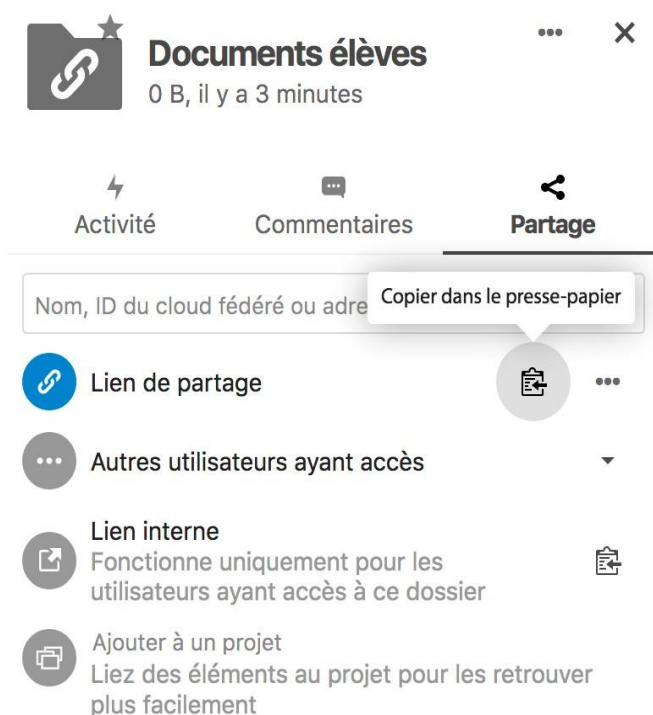 Documents élèves
0 B, il y a 3 minutes
Activité
Commentaires
Partage
Nom, ID du cloud fédéré ou adre
Copier dans le presse-papier
Lien de partage
Autres utilisateurs ayant accès
Lien interne
Fonctionne uniquement pour les
utilisateurs ayant accès à ce dossier
Ajouter à un projet
Liez des éléments au projet pour les retrouver
plus facilement